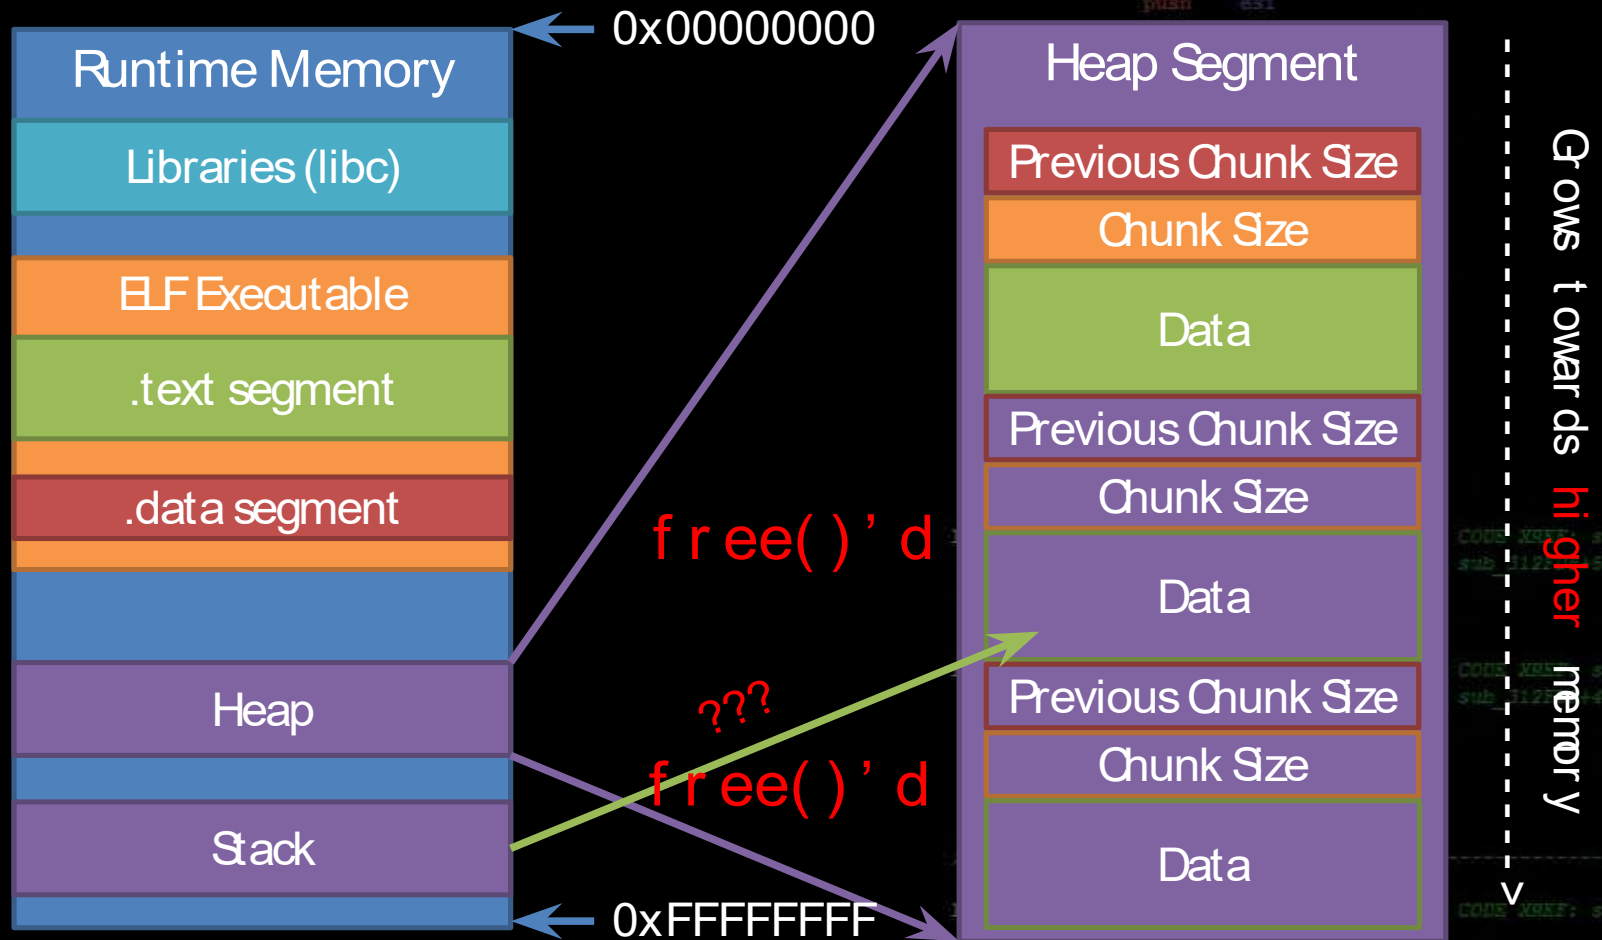 0x00000000
Runtime Memory
Libraries (libc)
ELF Executable
.text segment
.data segment
Heap
Stack
0xFFFFFFFF
free()’d
???
free()’d
push esi
Heap Segment
Previous Chunk Size
Chunk Size
Data
Previous Chunk Size
Chunk Size
Data
Previous Chunk Size
Chunk Size
Data
Grows towards higher memory